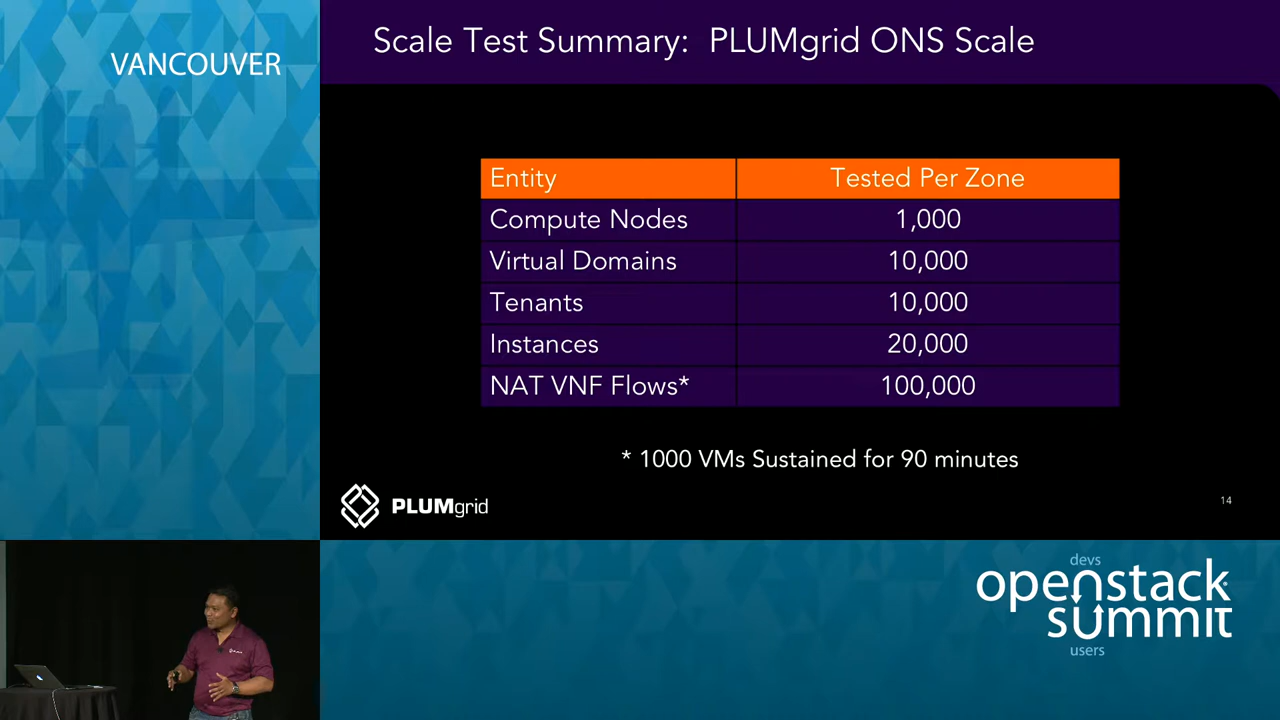 VANCOUVER
Scale Test Summary: PLUMgrid ONS Scale
Entity Tested Per Zone
Compute Nodes 1,000
Virtual Domains 10,000
Tenants 10,000
Instances 20,000
NAT VNF Flows* 100,000
* 1000 VMs Sustained for 90 minutes
PLUMgrid
14
devs
openstack
summit
users